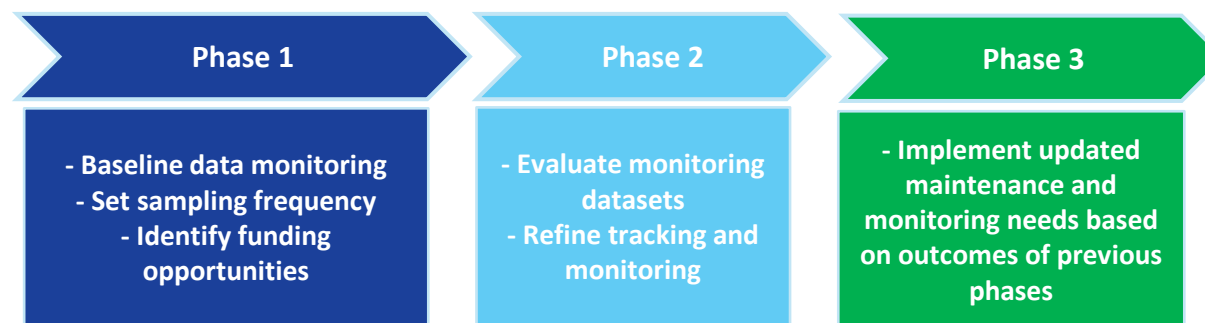 Phase 1
Phase 2
Phase 3
- Baseline data monitoring
- Set sampling frequency
- Identify funding
opportunities
- Evaluate monitoring
datasets
- Refine tracking and
monitoring
- Implement updated
maintenance and
monitoring needs based
on outcomes of previous
phases